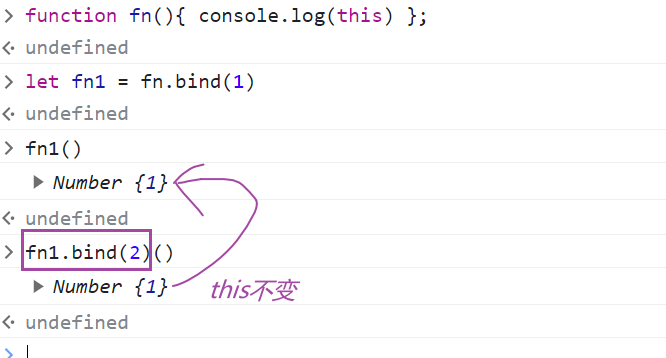 > function fn(){ console.log(this) };
undefined
> let fn1 = fn.bind(1)
undefined
> fn1()
Number {1}
undefined
> fn1.bind(2)()
Number {1}
this不变
undefined
>